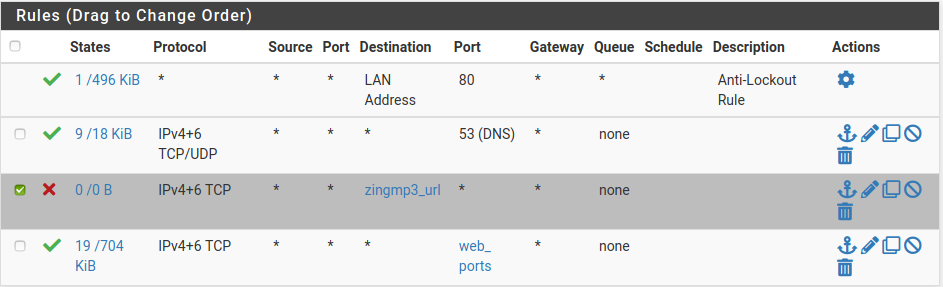 Rules (Drag to Change Order)
States Protocol Source Port Destination Port Gateway Queue Schedule Description Actions
1 /496 KiB * * * LAN Address 80 * * Anti-Lockout Rule
9 /18 KiB IPv4+6 TCP/UDP * * * 53 (DNS) * none
0 /0 B IPv4+6 TCP * * zingmp3_url * * none
19 /704 KiB IPv4+6 TCP * * * web_ports * none